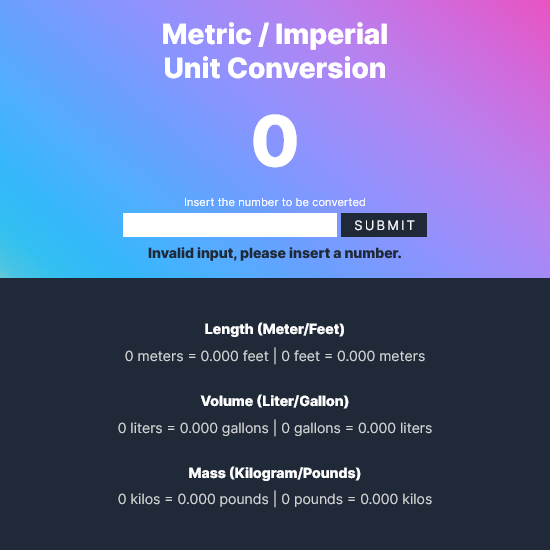 Metric / Imperial
Unit Conversion
0
Insert the number to be converted
SUBMIT
Invalid input, please insert a number.
Length (Meter/Feet)
0 meters = 0.000 feet | 0 feet = 0.000 meters
Volume (Liter/Gallon)
0 liters = 0.000 gallons | 0 gallons = 0.000 liters
Mass (Kilogram/Pounds)
0 kilos = 0.000 pounds | 0 pounds = 0.000 kilos